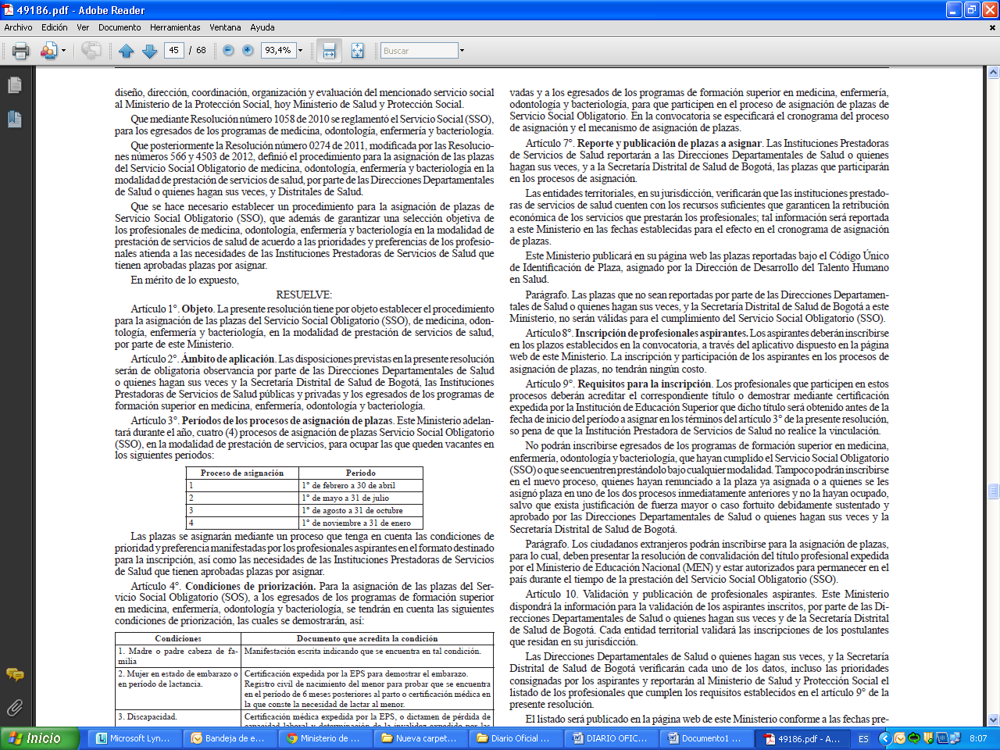 49186.pdf - Adobe Reader
Archivo Edición Ver Documento Herramientas Ventana Ayuda
45 / 68 93,4% Buscar
diseño, dirección, coordinación, organización y evaluación del mencionado servicio social
al Ministerio de la Protección Social, hoy Ministerio de Salud y Protección Social.
Que mediante Resolución número 1058 de 2010 se reglamentó el Servicio Social (SSO),
para los egresados de los programas de medicina, odontología, enfermería y bacteriología.
Que posteriormente la Resolución número 0274 de 2011, modificada por las Resolucio-
nes números 566 y 4503 de 2012, definió el procedimiento para la asignación de las plazas
del Servicio Social Obligatorio de medicina, odontología, enfermería y bacteriología en la
modalidad de prestación de servicios de salud, por parte de las Direcciones Departamentales
de Salud o quienes hagan sus veces, y Distritales de Salud.
Que se hace necesario establecer un procedimiento para la asignación de plazas de
Servicio Social Obligatorio (SSO), que además de garantizar una selección objetiva de
los profesionales de medicina, odontología, enfermería y bacteriología en la modalidad de
prestación de servicios de salud de acuerdo a las prioridades y preferencias de los profesio-
nales atienda a las necesidades de las Instituciones Prestadoras de Servicios de Salud que
tienen aprobadas plazas por asignar.
En mérito de lo expuesto,
RESUELVE:
Artículo 1°. Objeto. La presente resolución tiene por objeto establecer el procedimiento
para la asignación de las plazas del Servicio Social Obligatorio (SSO), de medicina, odon-
tología, enfermería y bacteriología, en la modalidad de prestación de servicios de salud,
por parte de este Ministerio.
Artículo 2°. Ámbito de aplicación. Las disposiciones previstas en la presente resolución
serán de obligatoria observancia por parte de las Direcciones Departamentales de Salud
o quienes hagan sus veces y la Secretaría Distrital de Salud de Bogotá, las Instituciones
Prestadoras de Servicios de Salud públicas y privadas y los egresados de los programas de
formación superior en medicina, enfermería, odontología y bacteriología.
Artículo 3°. Períodos de los procesos de asignación de plazas. Este Ministerio adelan-
tará durante el año, cuatro (4) procesos de asignación de plazas Servicio Social Obligatorio
(SSO), en la modalidad de prestación de servicios, para ocupar las que queden vacantes en
los siguientes periodos:
Proceso de asignación Periodo
1 1° de febrero a 30 de abril
2 1° de mayo a 31 de julio
3 1° de agosto a 31 de octubre
4 1° de noviembre a 31 de enero
Las plazas se asignarán mediante un proceso que tenga en cuenta las condiciones de
prioridad y preferencia manifestadas por los profesionales aspirantes en el formato destinado
para la inscripción, así como las necesidades de las Instituciones Prestadoras de Servicios
de Salud que tienen aprobadas plazas por asignar.
Artículo 4°. Condiciones de priorización. Para la asignación de las plazas del Ser-
vicio Social Obligatorio (SOS), a los egresados de los programas de formación superior
en medicina, enfermería, odontología y bacteriología, se tendrán en cuenta las siguientes
condiciones de priorización, las cuales se demostrarán, así:
Condiciones Documento que acredita la condición
1. Madre o padre cabeza de fa- Manifestación escrita indicando que se encuentra en tal condición.
milia
2. Mujer en estado de embarazo o Certificación expedida por la EPS para demostrar el embarazo.
en período de lactancia. Registro civil de nacimiento del menor para probar que se encuentra
en el período de 6 meses posteriores al parto o certificación médica en
la que conste la necesidad de lactar al menor.
3. Discapacidad. Certificación médica expedida por la EPS, o dictamen de pérdida de
capacidad laboral y determinación de la invalidez expedido por las
vadas y a los egresados de los programas de formación superior en medicina, enfermería,
odontología y bacteriología, para que participen en el proceso de asignación de plazas de
Servicio Social Obligatorio. En la convocatoria se especificará el cronograma del proceso
de asignación y el mecanismo de asignación de plazas.
Artículo 7°. Reporte y publicación de plazas a asignar. Las Instituciones Prestadoras
de Servicios de Salud reportarán a las Direcciones Departamentales de Salud o quienes
hagan sus veces, y a la Secretaría Distrital de Salud de Bogotá, las plazas que participarán
en los procesos de asignación.
Las entidades territoriales, en su jurisdicción, verificarán que las instituciones prestado-
ras de servicios de salud cuenten con los recursos suficientes que garanticen la retribución
económica de los servicios que prestarán los profesionales; tal información será reportada
a este Ministerio en las fechas establecidas para el efecto en el cronograma de asignación
de plazas.
Este Ministerio publicará en su página web las plazas reportadas bajo el Código Único
de Identificación de Plaza, asignado por la Dirección de Desarrollo del Talento Humano
en Salud.
Parágrafo. Las plazas que no sean reportadas por parte de las Direcciones Departamen-
tales de Salud o quienes hagan sus veces, y la Secretaría Distrital de Salud de Bogotá a este
Ministerio, no serán válidas para el cumplimiento del Servicio Social Obligatorio (SSO).
Artículo 8°. Inscripción de profesionales aspirantes. Los aspirantes deberán inscribirse
en los plazos establecidos en la convocatoria, a través del aplicativo dispuesto en la página
web de este Ministerio. La inscripción y participación de los aspirantes en los procesos de
asignación de plazas, no tendrán ningún costo.
Artículo 9°. Requisitos para la inscripción. Los profesionales que participen en estos
procesos deberán acreditar el correspondiente título o demostrar mediante certificación
expedida por la Institución de Educación Superior que dicho título será obtenido antes de la
fecha de inicio del período a asignar en los términos del artículo 3° de la presente resolución,
so pena de que la Institución Prestadora de Servicios de Salud no realice la vinculación.
No podrán inscribirse egresados de los programas de formación superior en medicina,
enfermería, odontología y bacteriología, que hayan cumplido el Servicio Social Obligatorio
(SSO) o que se encuentren prestándolo bajo cualquier modalidad. Tampoco podrán inscribirse
en el nuevo proceso, quienes hayan renunciado a la plaza ya asignada o a quienes se les
asignó plaza en uno de los dos procesos inmediatamente anteriores y no la hayan ocupado,
salvo que exista justificación de fuerza mayor o caso fortuito debidamente sustentado y
aprobado por las Direcciones Departamentales de Salud o quienes hagan sus veces y la
Secretaría Distrital de Salud de Bogotá.
Parágrafo. Los ciudadanos extranjeros podrán inscribirse para la asignación de plazas,
para lo cual, deben presentar la resolución de convalidación del título profesional expedida
por el Ministerio de Educación Nacional (MEN) y estar autorizados para permanecer en el
país durante el tiempo de la prestación del Servicio Social Obligatorio (SSO).
Artículo 10. Validación y publicación de profesionales aspirantes. Este Ministerio
dispondrá la información para la validación de los aspirantes inscritos, por parte de las Di-
recciones Departamentales de Salud o quienes hagan sus veces y de la Secretaría Distrital
de Salud de Bogotá. Cada entidad territorial validará las inscripciones de los postulantes
que residan en su jurisdicción.
Las Direcciones Departamentales de Salud o quienes hagan sus veces, y la Secretaría
Distrital de Salud de Bogotá verificarán cada uno de los datos, incluso las prioridades
consignadas por los aspirantes y reportarán al Ministerio de Salud y Protección Social el
listado de los profesionales que cumplen los requisitos establecidos en el artículo 9° de la
presente resolución.
El listado será publicado en la página web de este Ministerio conforme a las fechas pre-
Inicio Microsoft Lyn... Bandeja de e... Ministerio de ... Nueva carpet... Diario Oficial ... DIARIO OFIC... Documento1 ... 49186.pdf - A... ES 8:07